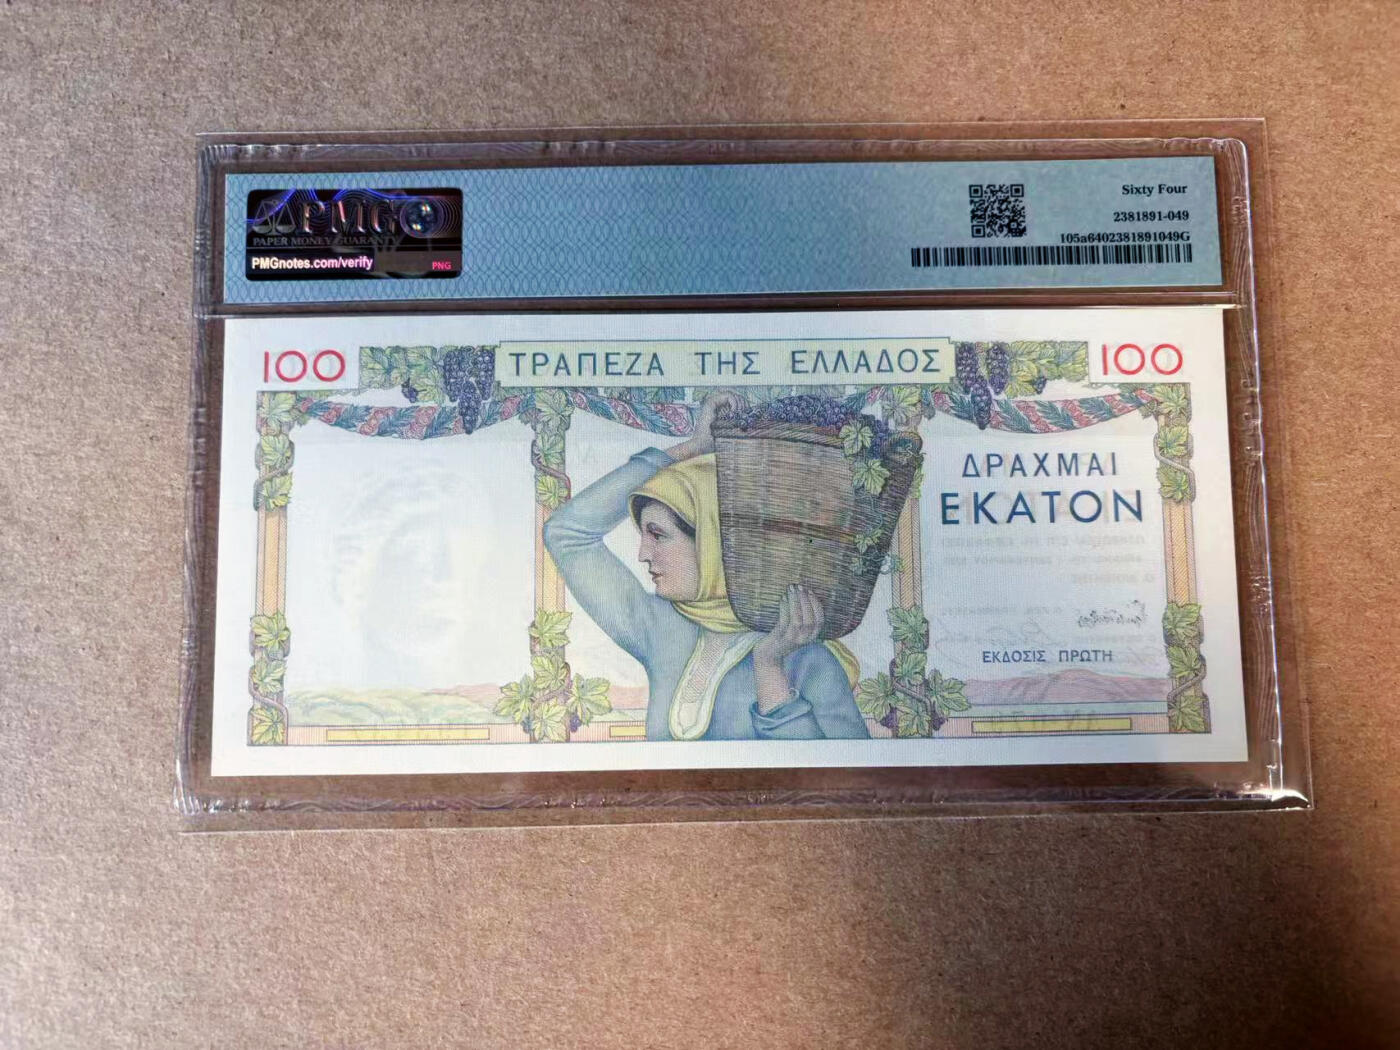 PMG
PAPER MONEY GUARANTY
PMGnotes.com/verify
PNG
Sixty Four
2381891-049
105a6402381891049G
100
ΤΡΑΠΕΖΑ ΤΗΣ ΕΛΛΑΔΟΣ
100
ΔΡΑΧΜΑΙ
ΕΚΑΤΟΝ
ΕΚΔΟΣΙΣ ΠΡΩΤΗ